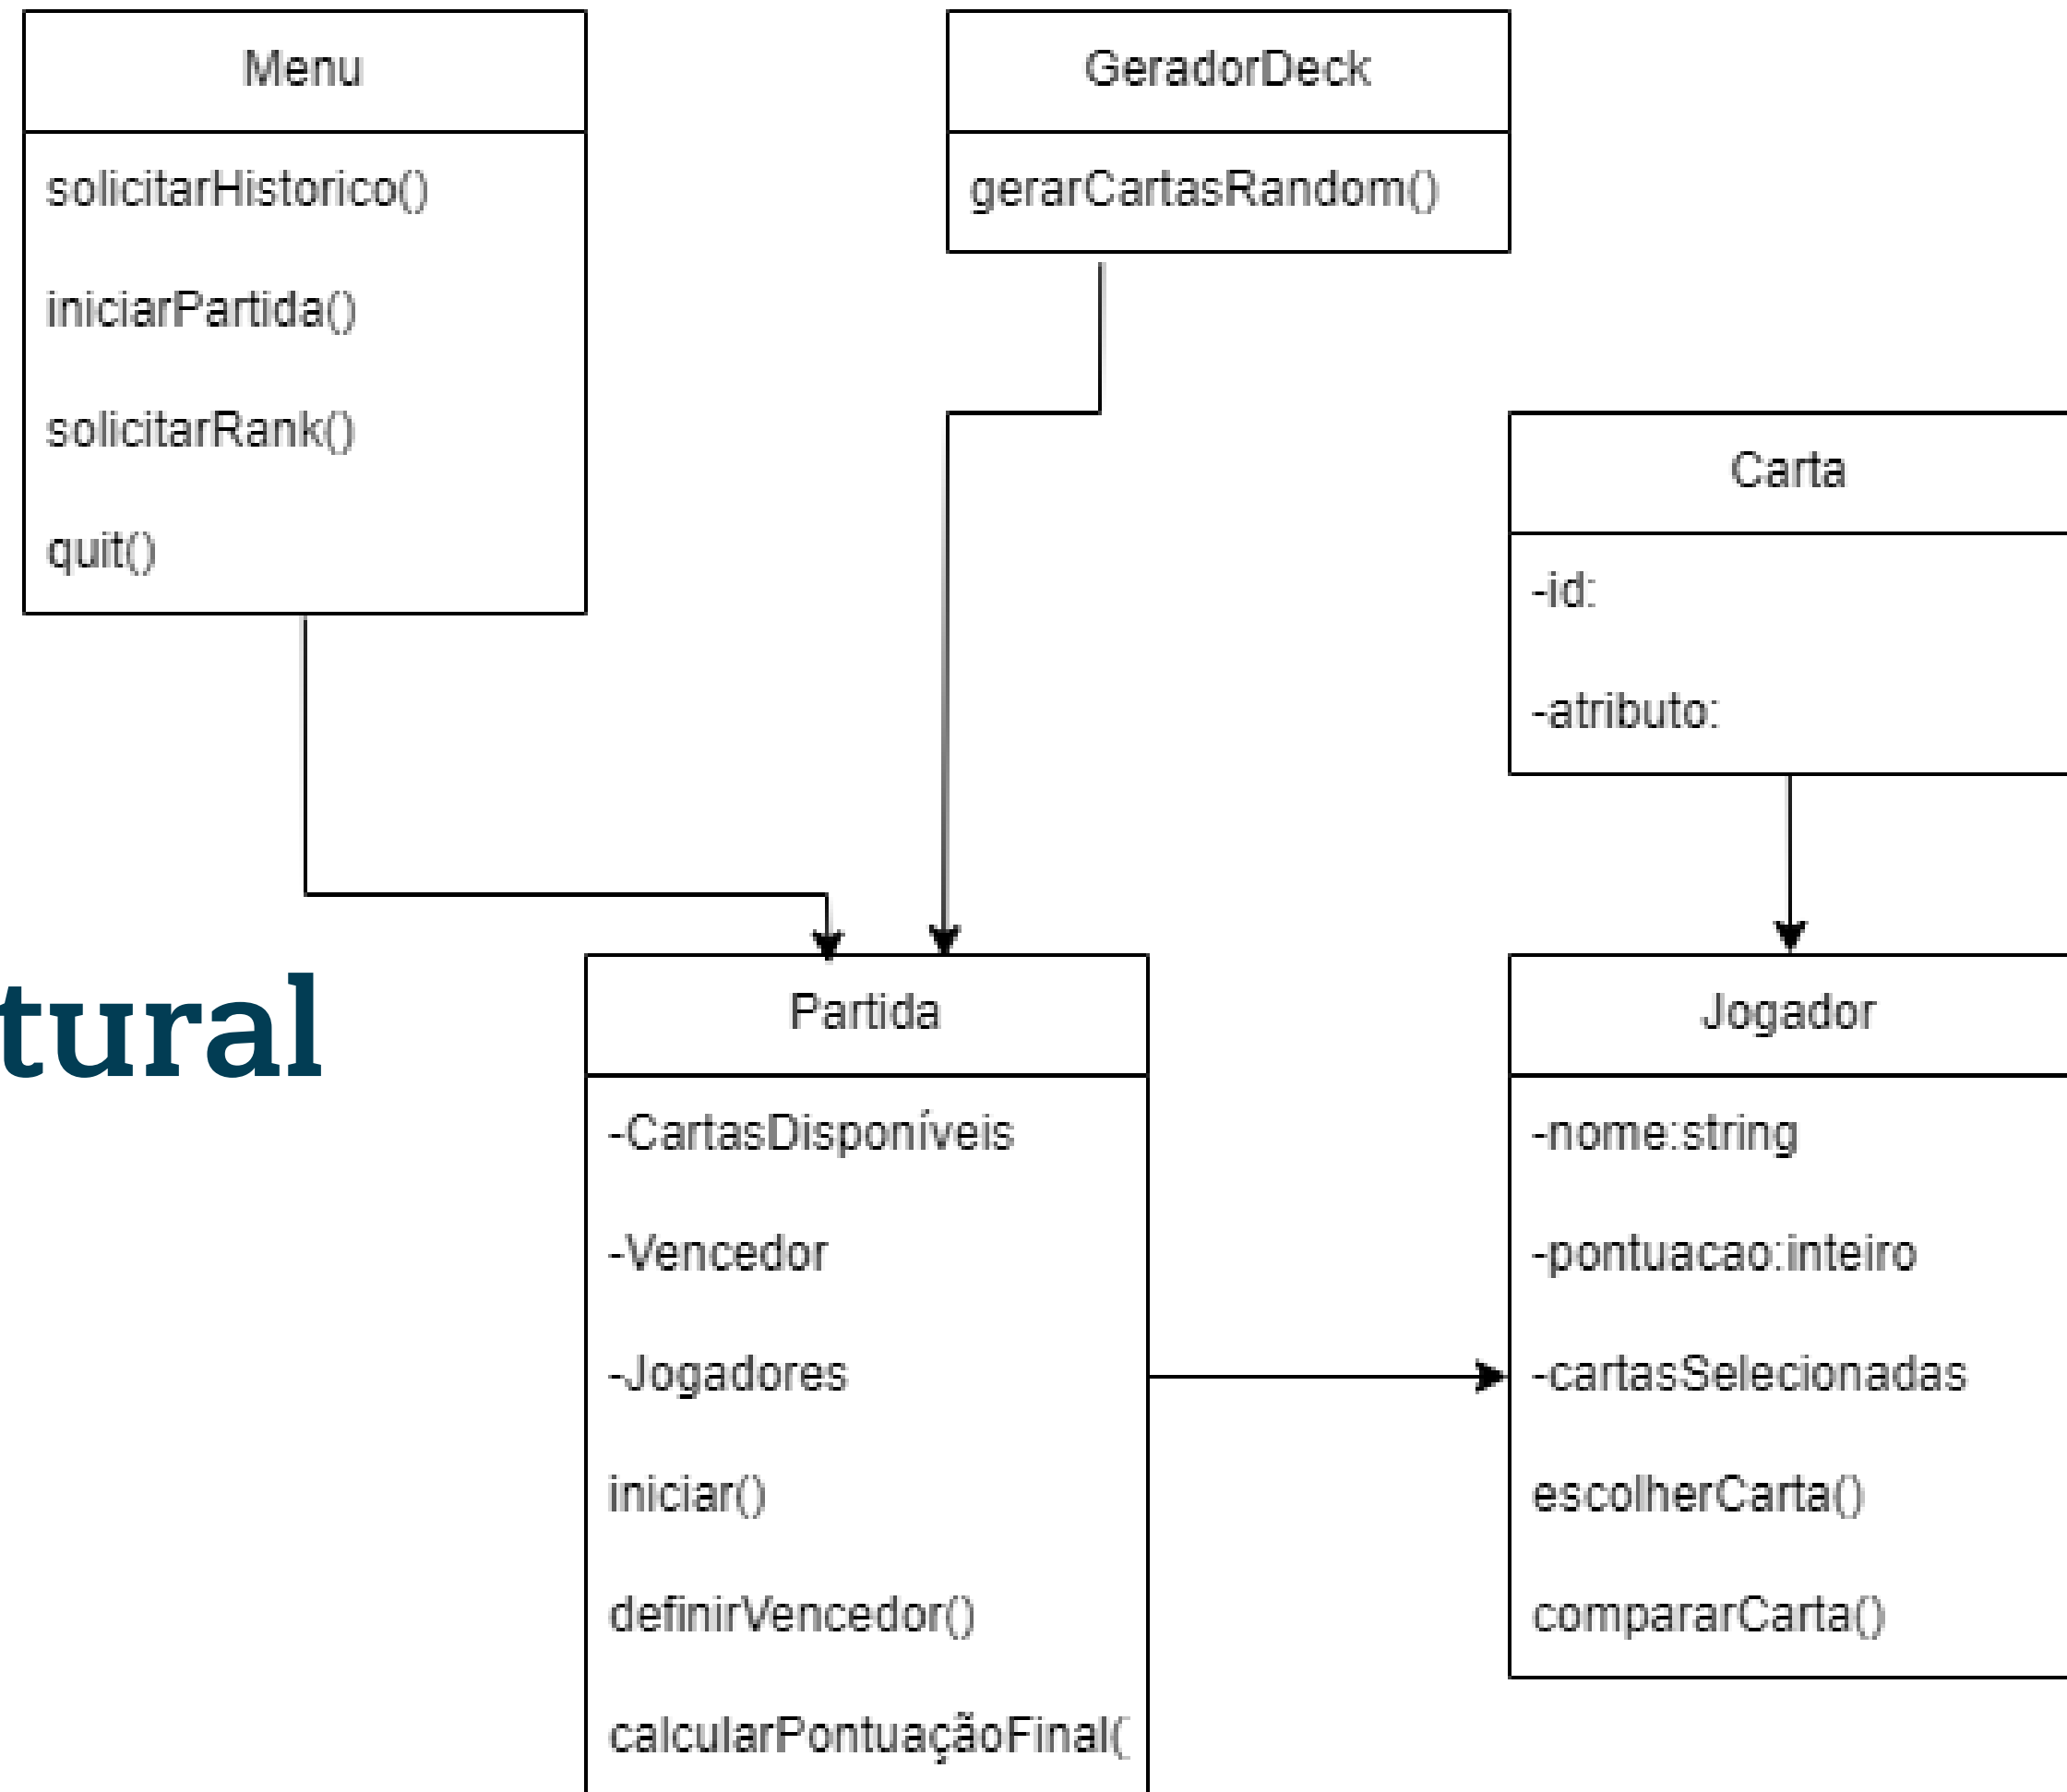 Menu
solicitarHistorico()
iniciarPartida()
solicitarRank()
quit()
GeradorDeck
gerarCartasRandom()
Carta
-id:
-atributo:
tural
Partida
-CartasDisponíveis
-Vencedor
-Jogadores
iniciar()
definirVencedor()
calcularPontuaçãoFinal(
Jogador
-nome:string
-pontuacao:inteiro
-cartasSelecionadas
escolherCarta()
compararCarta()